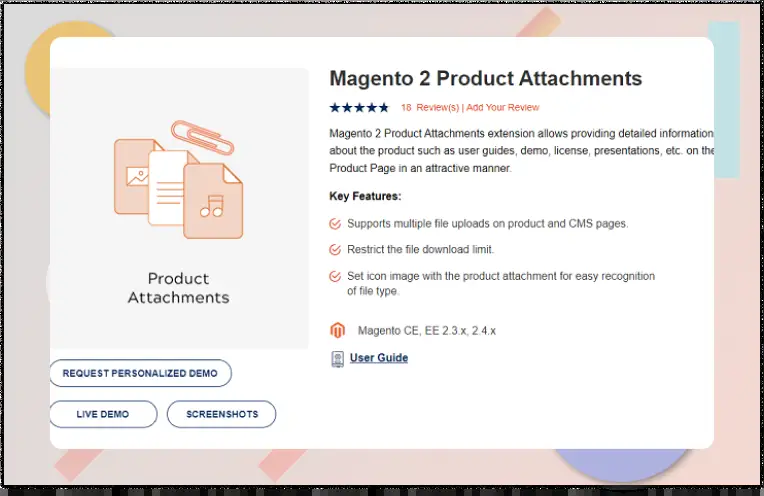 Magento 2 Product Attachments
18 Review(s) | Add Your Review
Magento 2 Product Attachments extension allows providing detailed information
about the product such as user guides, demo, license, presentations, etc. on the
Product Page in an attractive manner.
Key Features:
Supports multiple file uploads on product and CMS pages.
Restrict the file download limit.
Set icon image with the product attachment for easy recognition
of file type.
Magento CE, EE 2.3.x, 2.4.x
User Guide
Product
Attachments
REQUEST PERSONALIZED DEMO
LIVE DEMO
SCREENSHOTS